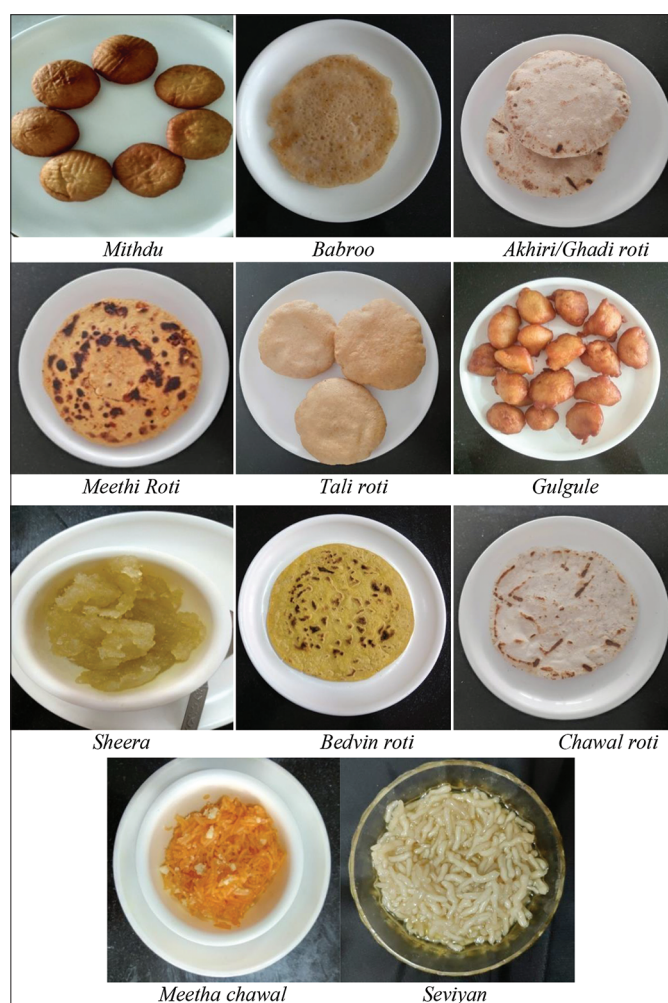 Mithdu
Babroo
Akhiri/Ghadi roti
Meethi Roti
Tali roti
Gulgule
Sheera
Bedvin roti
Chawal roti
Meetha chawal
Seviyan